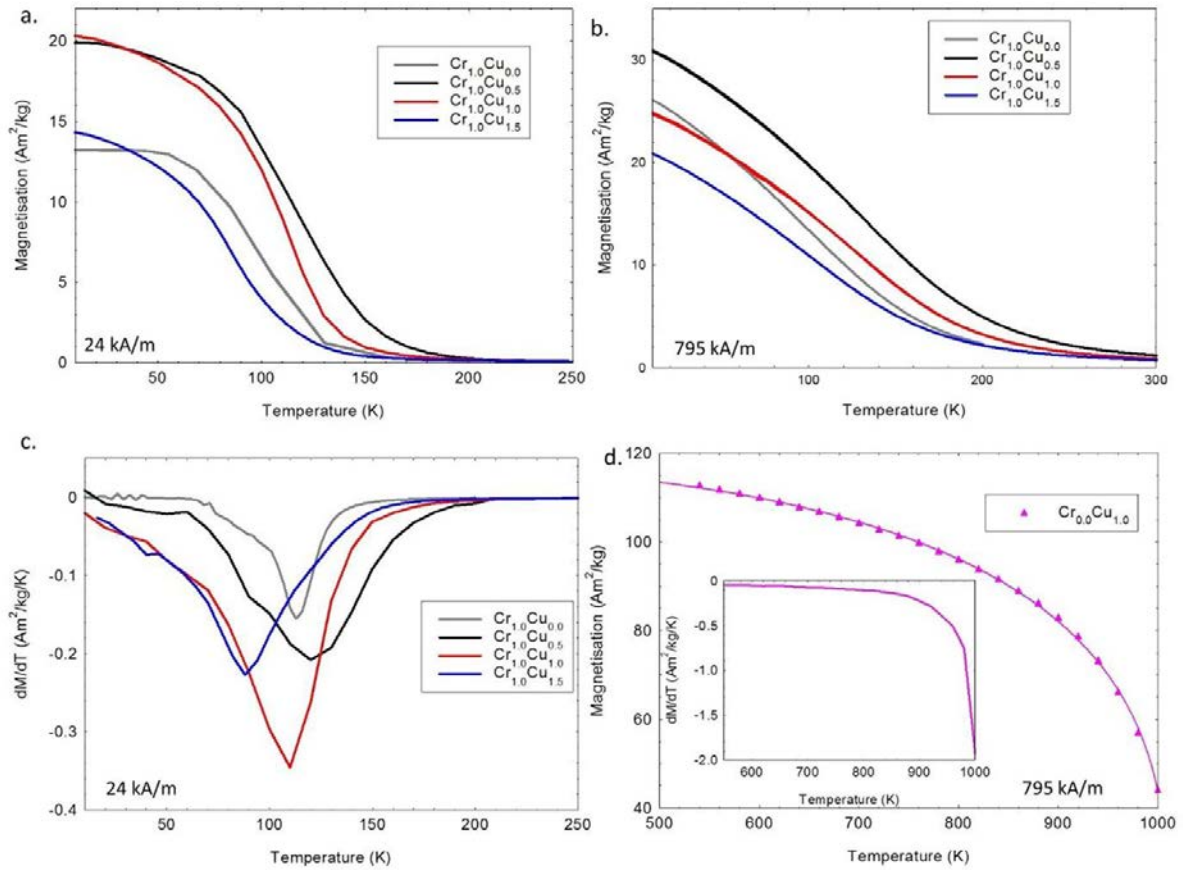 a.
20
15
10
5
0
Magnetisation (Am²/kg)
Cr₁.₀Cu₀.₀
Cr₁.₀Cu₀.₅
Cr₁.₀Cu₁.₀
Cr₁.₀Cu₁.₅
24 kA/m
50 100 150 200 250
Temperature (K)
b.
30
20
10
0
Magnetisation (Am²/kg)
Cr₁.₀Cu₀.₀
Cr₁.₀Cu₀.₅
Cr₁.₀Cu₁.₀
Cr₁.₀Cu₁.₅
795 kA/m
100 200 300
Temperature (K)
c.
0
-0.1
-0.2
-0.3
-0.4
dM/dT (Am²/kg/K)
Cr₁.₀Cu₀.₀
Cr₁.₀Cu₀.₅
Cr₁.₀Cu₁.₀
Cr₁.₀Cu₁.₅
24 kA/m
50 100 150 200 250
Temperature (K)
d.
120
100
80
60
40
Magnetisation (Am²/kg)
Cr₀.₀Cu₁.₀
0
-0.5
-1.0
-1.5
-2.0
dM/dT (Am²/kg/K)
600 700 800 900 1000
Temperature (K)
795 kA/m
500 600 700 800 900 1000
Temperature (K)